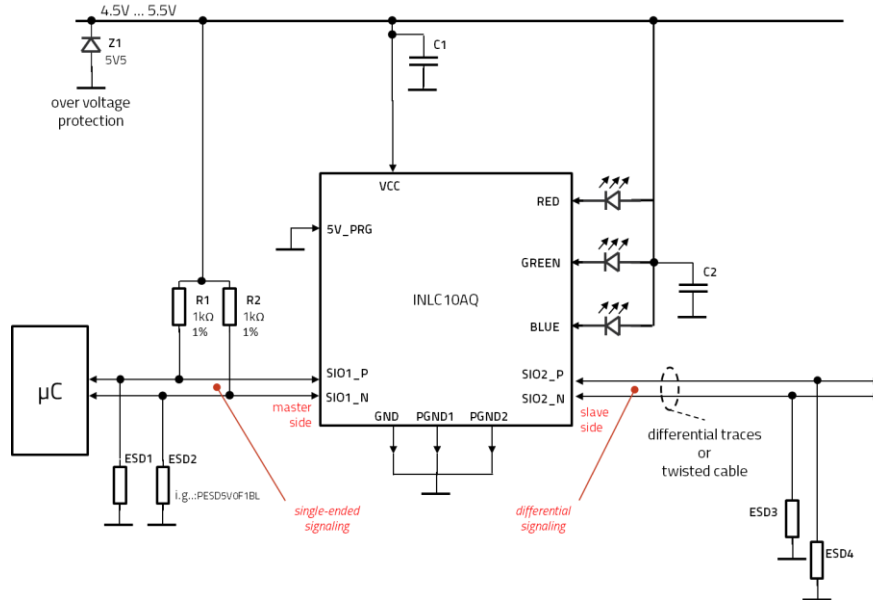 4.5V ... 5.5V
Z1
5V5
over voltage
protection
C1
VCC
RED
5V_PRG
GREEN
C2
INLC10AQ
R1
1kΩ
1%
R2
1kΩ
1%
BLUE
µC
SIO1_P
SIO1_N
SIO2_P
SIO2_N
master
side
GND
PGND1
PGND2
slave
side
differential traces
or
twisted cable
ESD1
ESD2
i.g..:PESD5V0F1BL
single-ended
signaling
differential
signaling
ESD3
ESD4